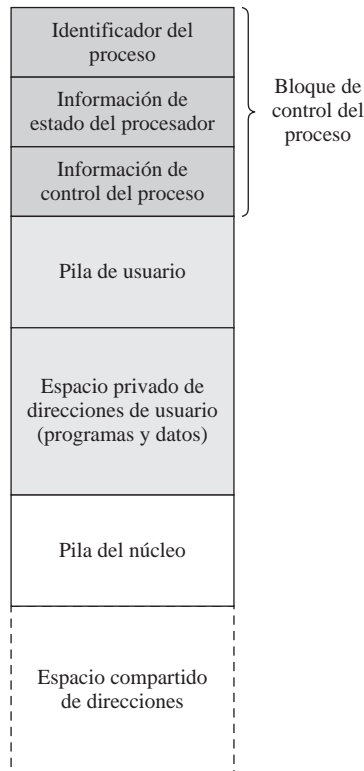 Identificador del
proceso
Información de
estado del procesador
Información de
control del proceso
Bloque de
control del
proceso
Pila de usuario
Espacio privado de
direcciones de usuario
(programas y datos)
Pila del núcleo
Espacio compartido
de direcciones